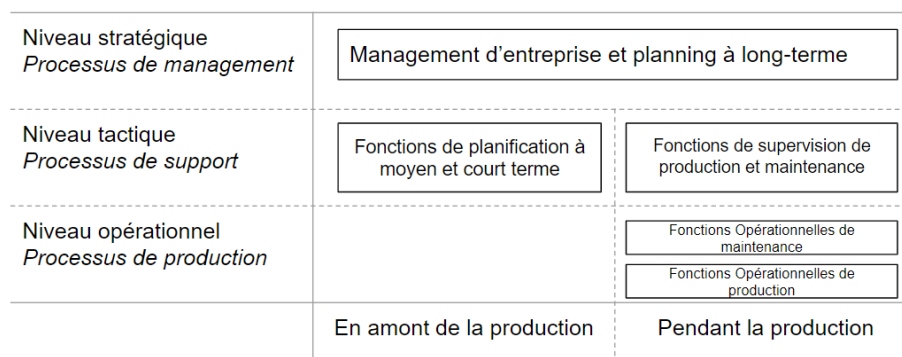 Niveau stratégique
Processus de management
Management d’entreprise et planning à long-terme
Niveau tactique
Processus de support
Fonctions de planification à
moyen et court terme
Fonctions de supervision de
production et maintenance
Niveau opérationnel
Processus de production
Fonctions Opérationnelles de
maintenance
Fonctions Opérationnelles de
production
En amont de la production
Pendant la production